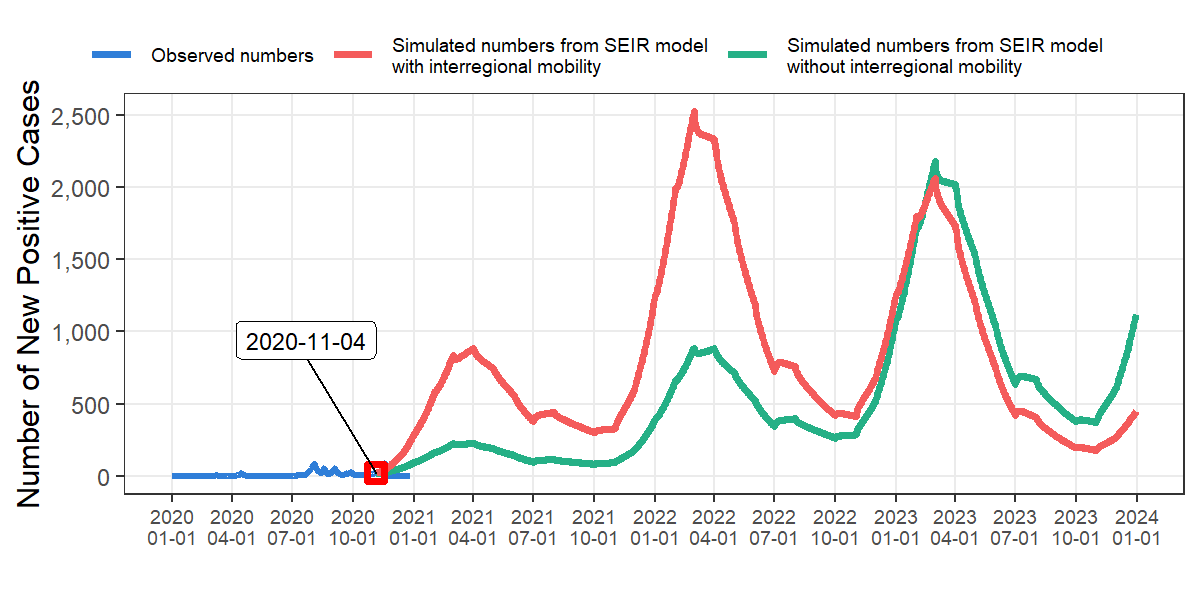 Observed numbers
Simulated numbers from SEIR model
with interregional mobility
Simulated numbers from SEIR model
without interregional mobility
Number of New Positive Cases
2,500
2,000
1,500
1,000
500
0
2020-11-04
2020 2020 2020 2020 2021 2021 2021 2021 2022 2022 2022 2022 2023 2023 2023 2023 2024
01-01 04-01 07-01 10-01 01-01 04-01 07-01 10-01 01-01 04-01 07-01 10-01 01-01 04-01 07-01 10-01 01-01